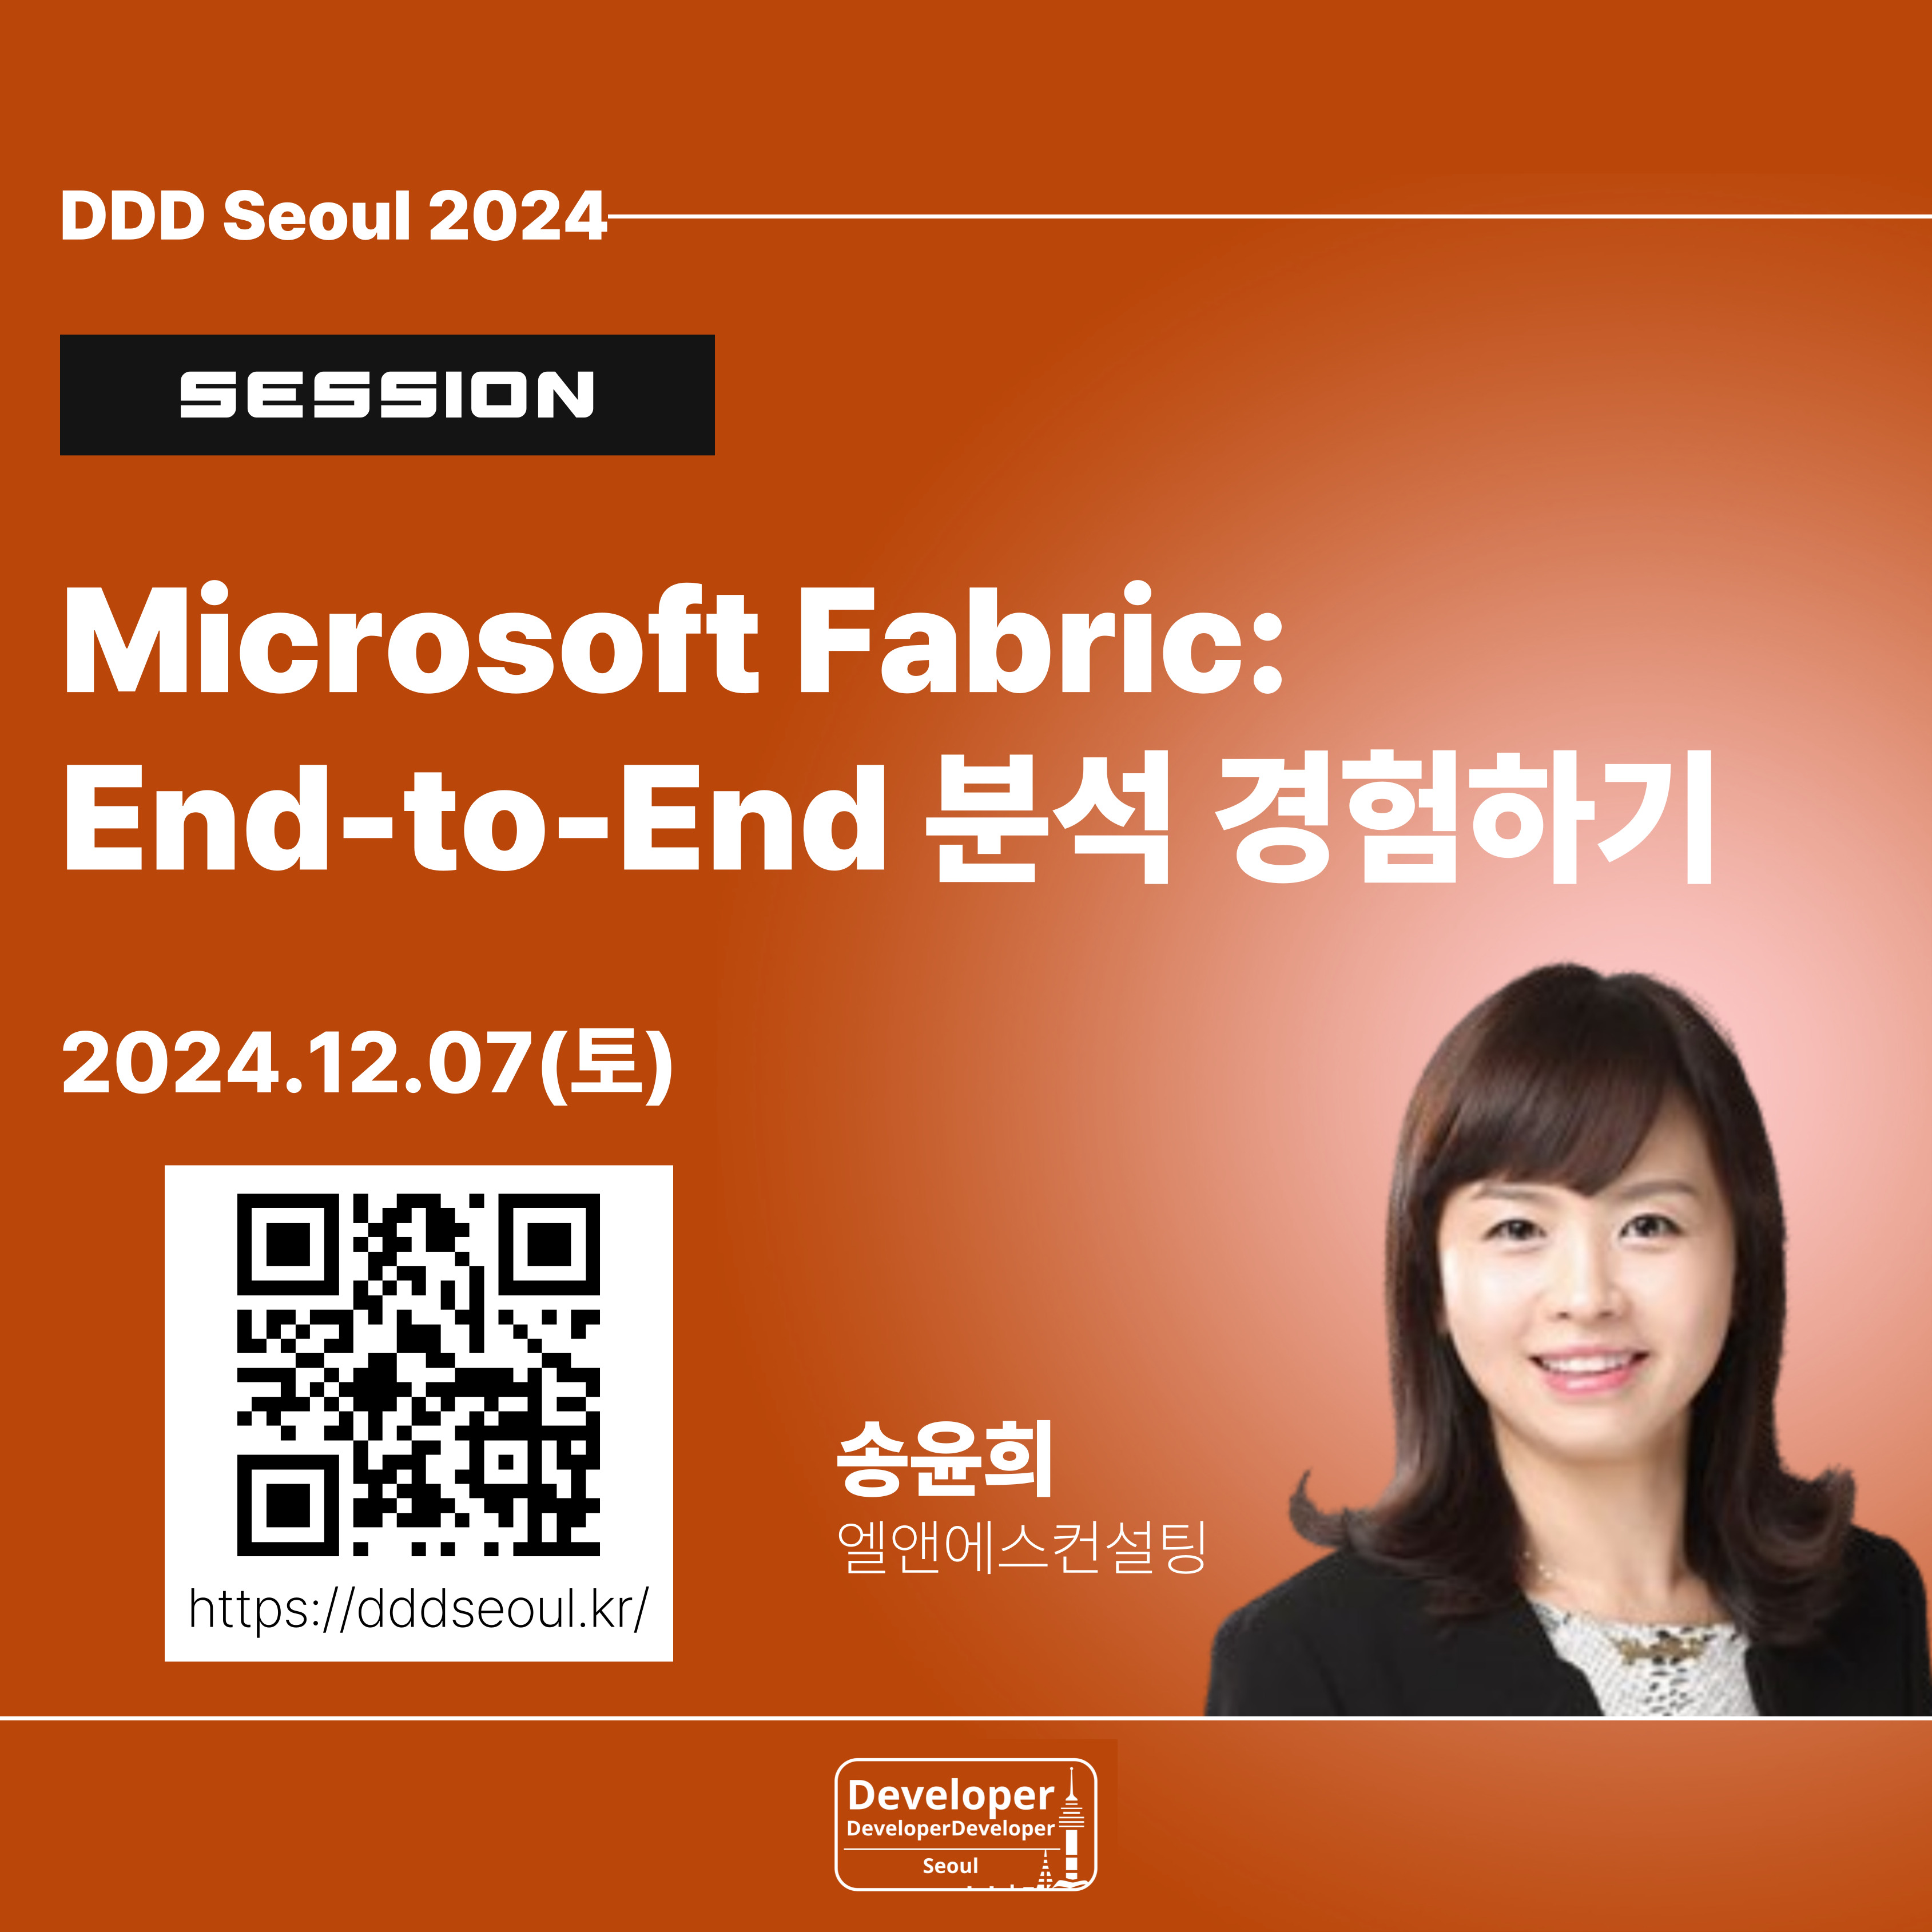 DDD Seoul 2024
SESSION
Microsoft Fabric:
End-to-End 분석 경험하기
2024.12.07(토)
https://dddseoul.kr/
송윤희
엘앤에스컨설팅
Developer
DeveloperDeveloper
Seoul